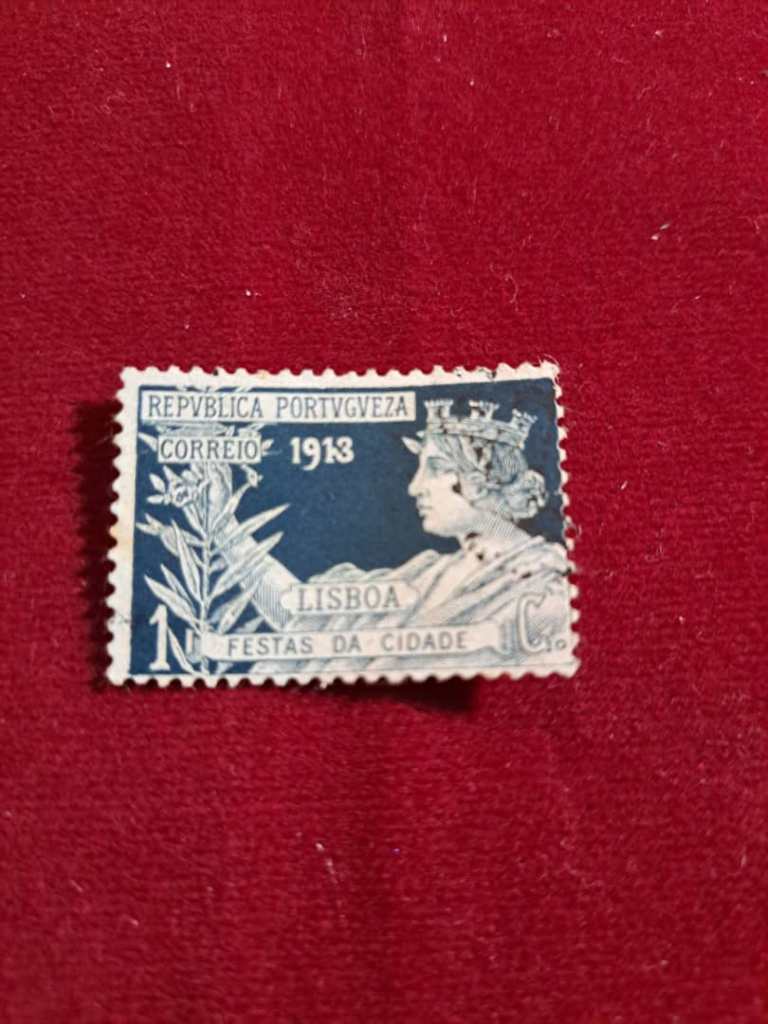 REPVBLICA PORTVGVEZA
CORREIO
1913
LISBOA
1 C.
FESTAS DA CIDADE